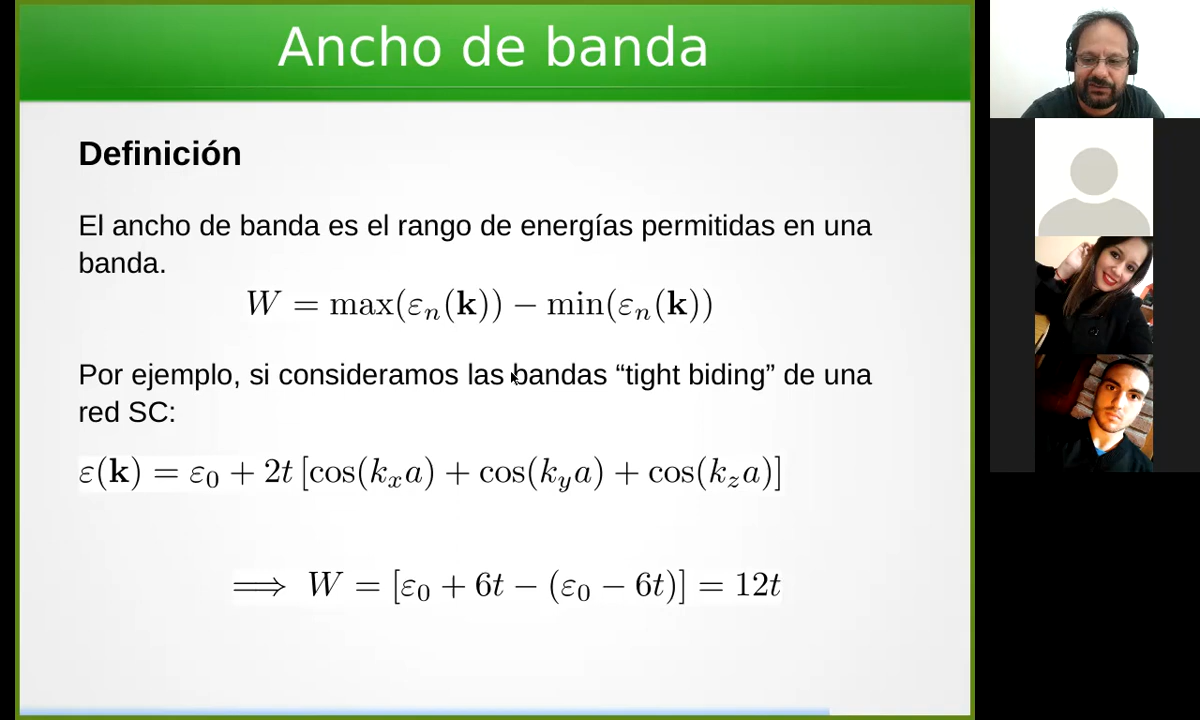 Ancho de banda
Definición
El ancho de banda es el rango de energías permitidas en una
banda.
W = max(εₙ(𝐤)) − min(εₙ(𝐤))
Por ejemplo, si consideramos las bandas “tight biding” de una
red SC:
ε(𝐤) = ε₀ + 2t [cos(kₓa) + cos(k_y a) + cos(k_z a)]
⟹ W = [ε₀ + 6t − (ε₀ − 6t)] = 12t